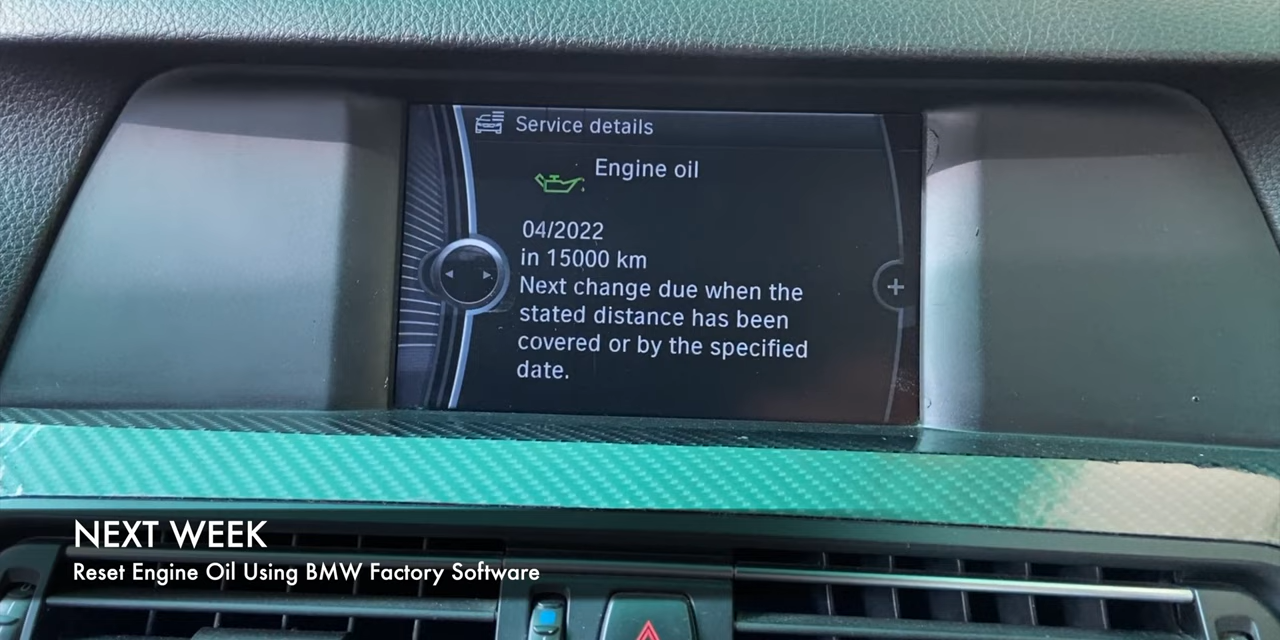 Service details
Engine oil
04/2022
in 15000 km
Next change due when the
stated distance has been
covered or by the specified
date.
NEXT WEEK
Reset Engine Oil Using BMW Factory Software